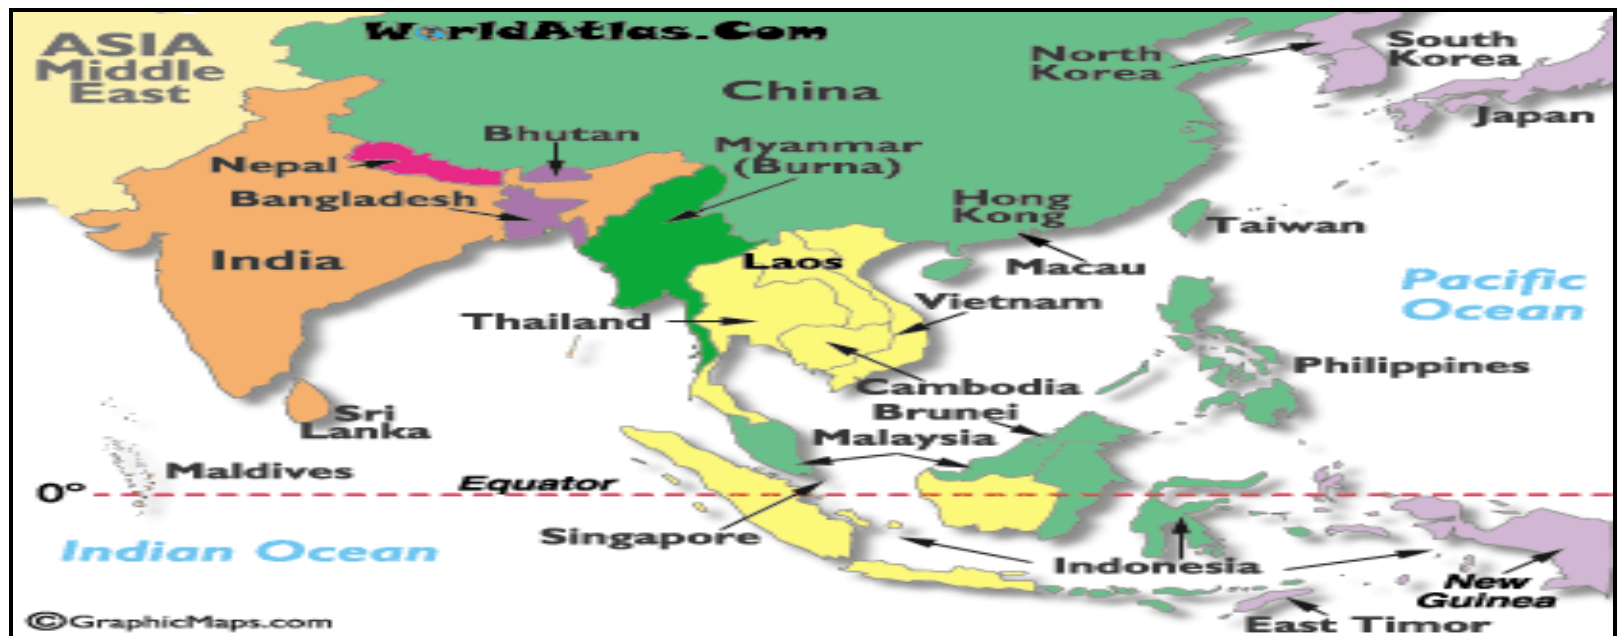 WorldAtlas.Com
ASIA
Middle
East
North
Korea
South
Korea
China
Japan
Bhutan
Myanmar
(Burna)
Nepal
Bangladesh
Hong
Kong
Taiwan
India
Laos
Macau
Pacific
Ocean
Vietnam
Thailand
Philippines
Cambodia
Sri
Lanka
Brunei
Malaysia
Maldives
0°
Equator
Singapore
Indian Ocean
Indonesia
New
Guinea
©GraphicMaps.com
East Timor